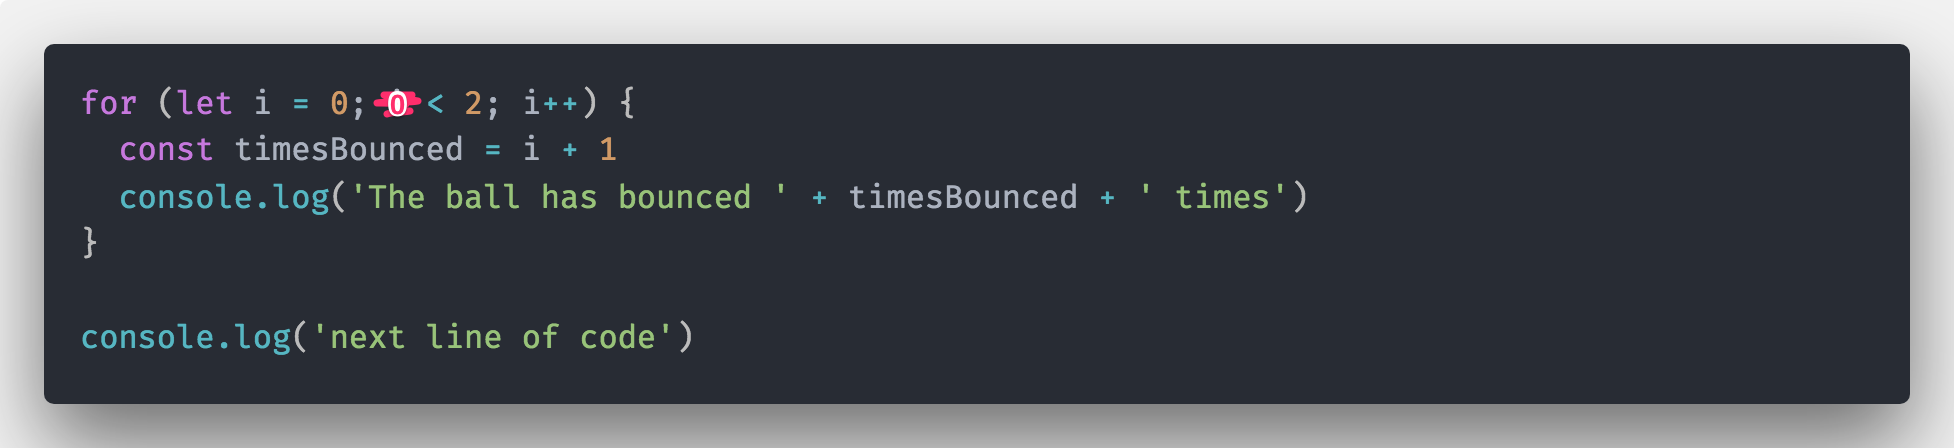 for (let i = 0; 0 < 2; i++) {
  const timesBounced = i + 1
  console.log('The ball has bounced ' + timesBounced + ' times')
}
console.log('next line of code')